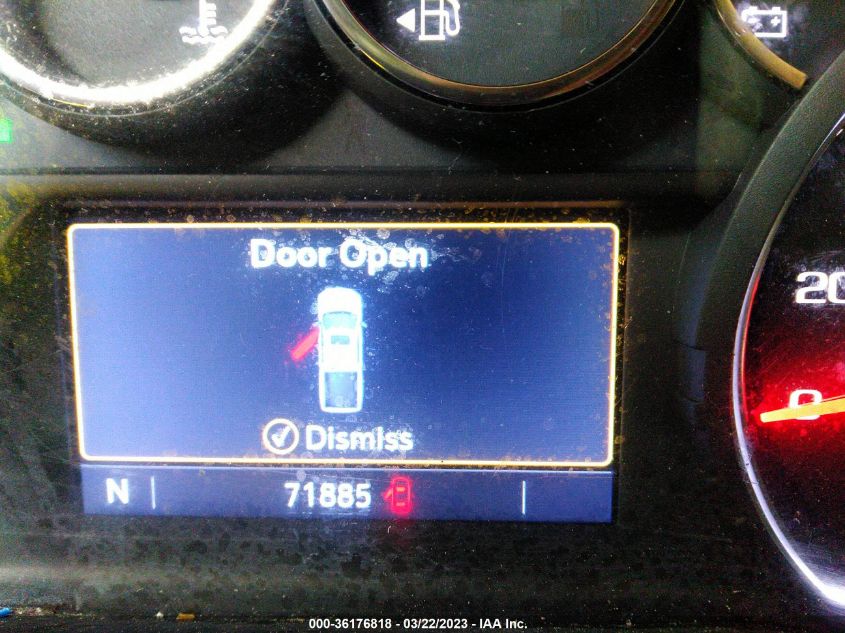 Door Open
20
0
Dismiss
N 71885
000-36176818 - 03/22/2023 - IAA Inc.